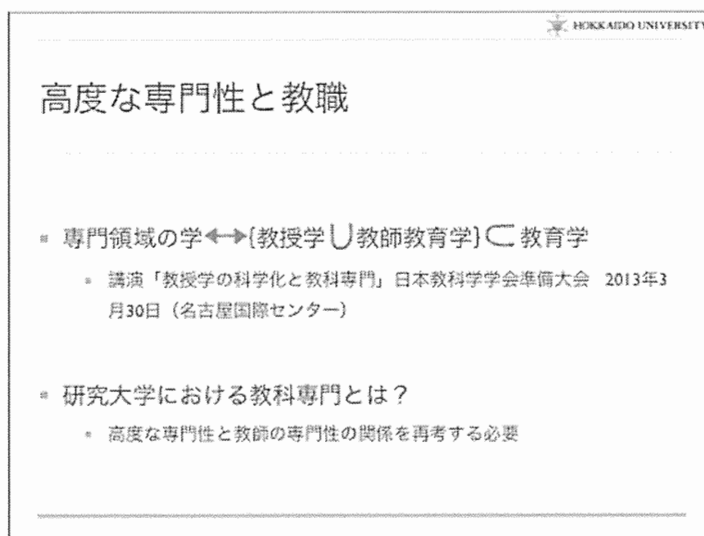 HOKKAIDO UNIVERSITY
高度な専門性と教職
専門領域の学↔{教授学⋃教師教育学}⊂教育学
講演「教授学の科学化と教科専門」日本教科学学会準備大会　2013年3
月30日（名古屋国際センター）
研究大学における教科専門とは？
高度な専門性と教師の専門性の関係を再考する必要